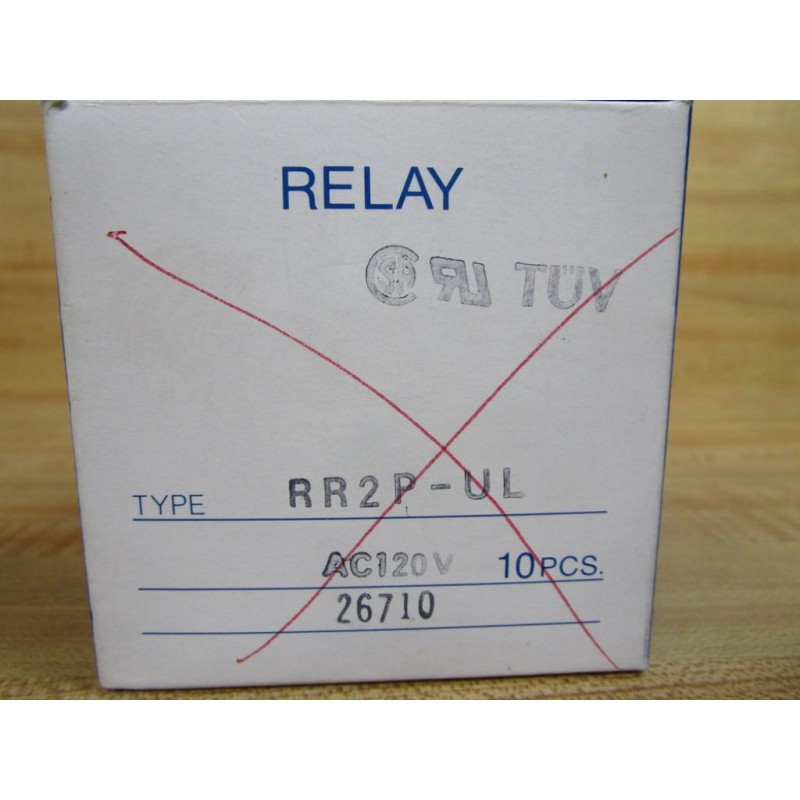 RELAY
TÜV
TYPE RR2P-UL
AC120V 10PCS.
26710